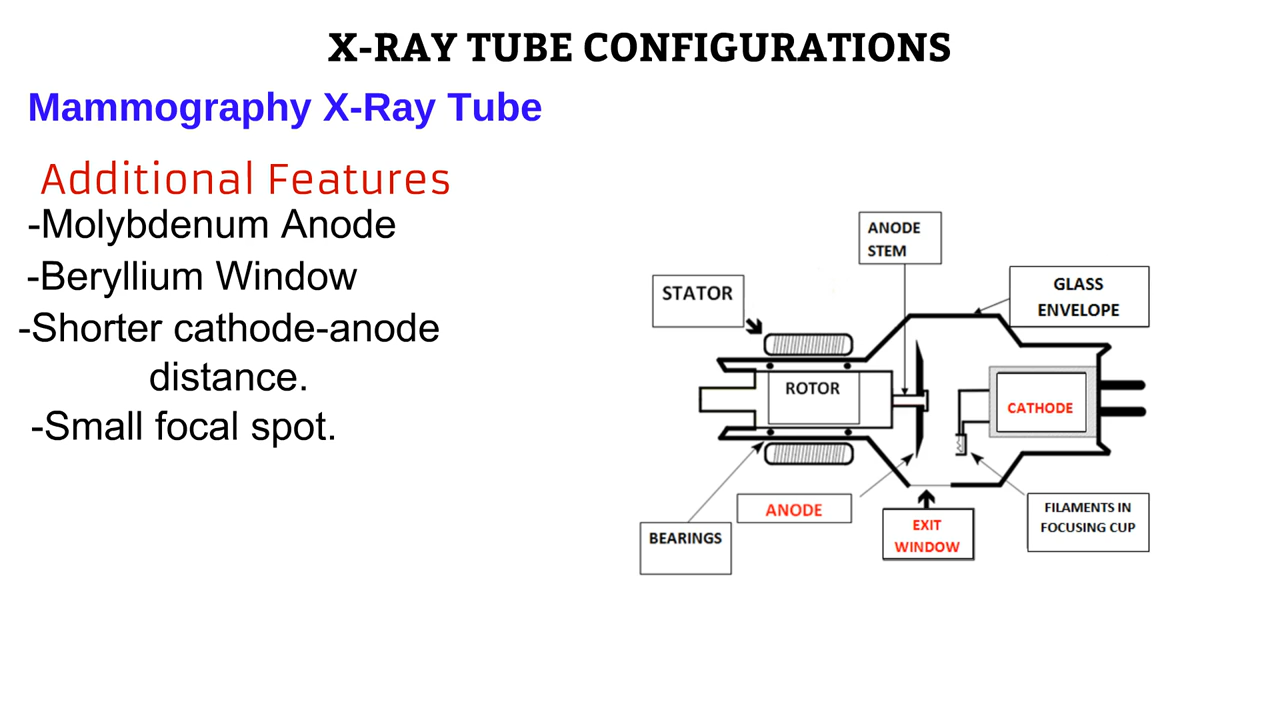 X-RAY TUBE CONFIGURATIONS
Mammography X-Ray Tube
Additional Features
-Molybdenum Anode
-Beryllium Window
-Shorter cathode-anode
distance.
-Small focal spot.
ANODE
STEM
STATOR
GLASS
ENVELOPE
ROTOR
CATHODE
ANODE
BEARINGS
EXIT
WINDOW
FILAMENTS IN
FOCUSING CUP